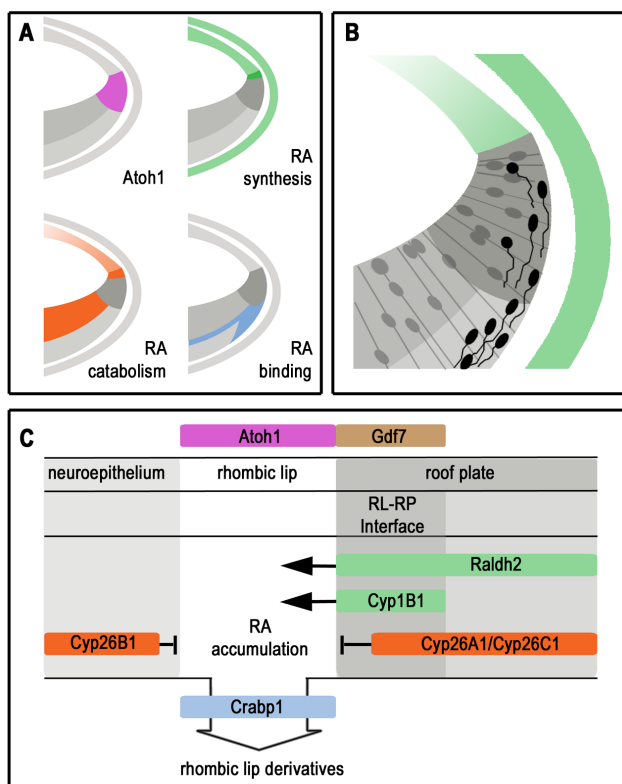 A
Atoh1
RA
synthesis
RA
catabolism
RA
binding
B
C
Atoh1 Gdf7
neuroepithelium rhombic lip roof plate
RL-RP
Interface
Raldh2
Cyp1B1
RA
accumulation
Cyp26B1 Cyp26A1/Cyp26C1
Crabp1
rhombic lip derivatives